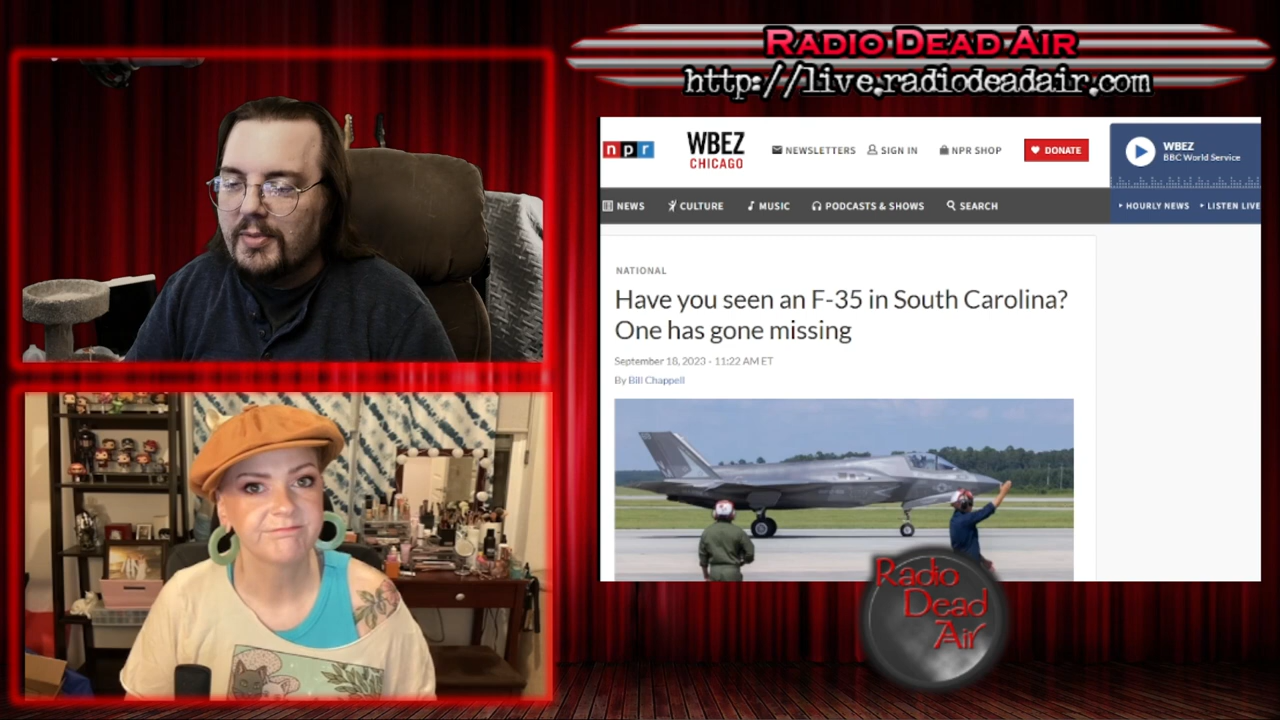 RADIO DEAD AIR
http://live.radiodeadair.com
npr
WBEZ
CHICAGO
NEWSLETTERS
SIGN IN
NPR SHOP
DONATE
WBEZ
BBC World Service
NEWS
CULTURE
MUSIC
PODCASTS & SHOWS
SEARCH
HOURLY NEWS
LISTEN LIVE
NATIONAL
Have you seen an F-35 in South Carolina?
One has gone missing
September 18, 2023 · 11:22 AM ET
By Bill Chappell
Radio
Dead
Air